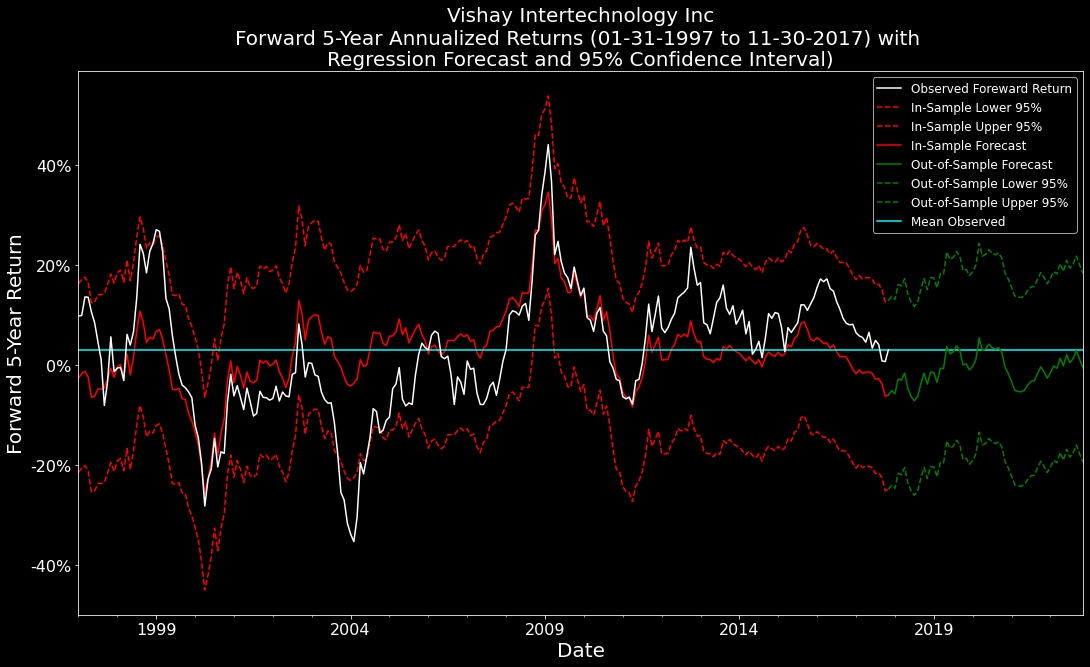 Vishay Intertechnology Inc
Forward 5-Year Annualized Returns (01-31-1997 to 11-30-2017) with
Regression Forecast and 95% Confidence Interval)
Observed Foreward Return
In-Sample Lower 95%
In-Sample Upper 95%
In-Sample Forecast
Out-of-Sample Forecast
Out-of-Sample Lower 95%
Out-of-Sample Upper 95%
Mean Observed
Forward 5-Year Return
40%
20%
0%
-20%
-40%
1999 2004 2009 2014 2019
Date